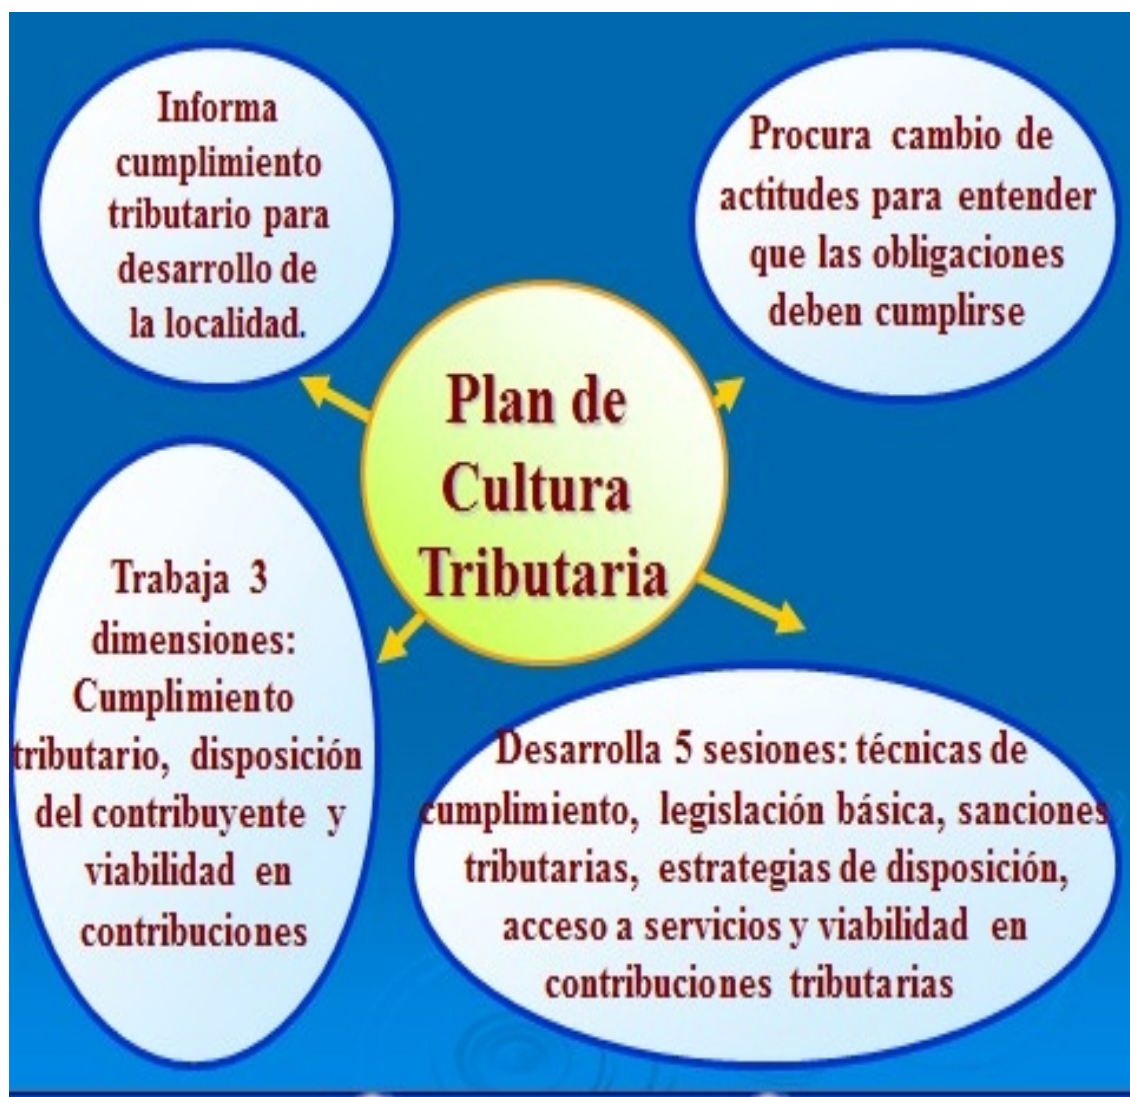 Informa
cumplimiento
tributario para
desarrollo de
la localidad.
Procura cambio de
actitudes para entender
que las obligaciones
deben cumplirse
Plan de
Cultura
Tributaria
Trabaja 3
dimensiones:
Cumplimiento
tributario, disposición
del contribuyente y
viabilidad en
contribuciones
Desarrolla 5 sesiones: técnicas de
cumplimiento, legislación básica, sanciones
tributarias, estrategias de disposición,
acceso a servicios y viabilidad en
contribuciones tributarias